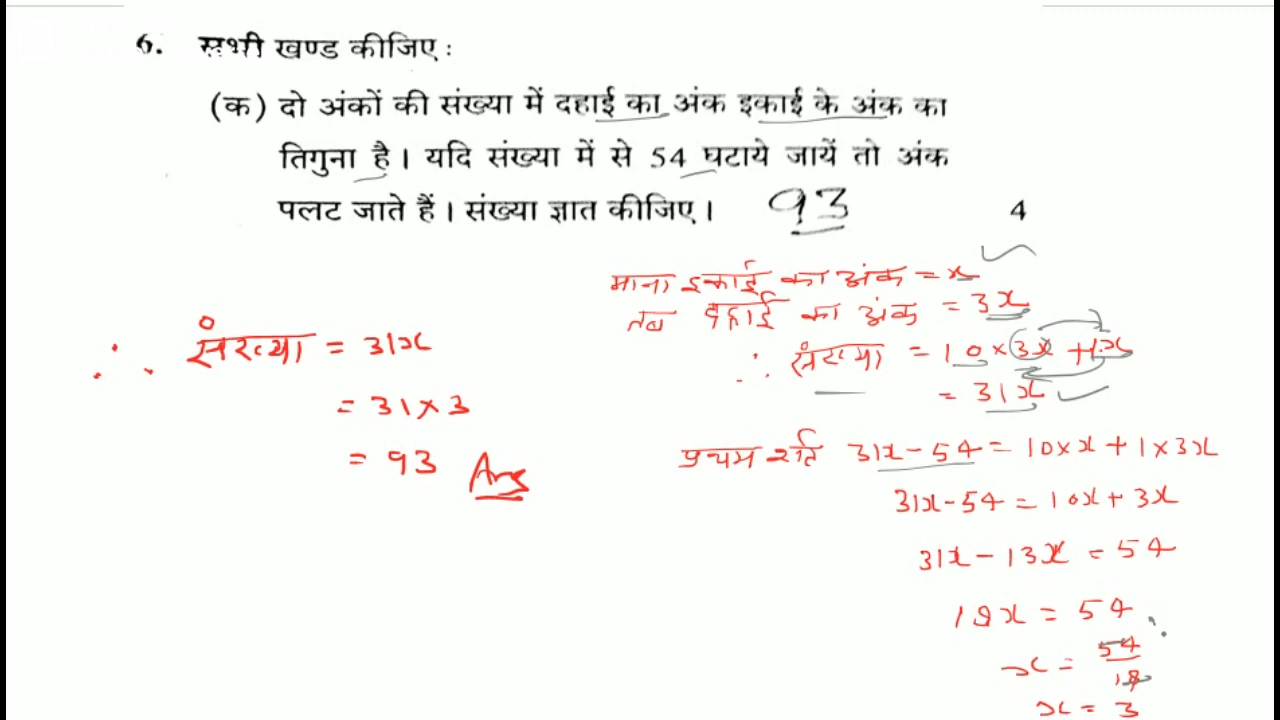 6. सभी खण्ड कीजिए :
(क) दो अंकों की संख्या में दहाई का अंक इकाई के अंक का
तिगुना है । यदि संख्या में से 54 घटाये जायें तो अंक
पलट जाते हैं । संख्या ज्ञात कीजिए । 93 4
माना इकाई का अंक = x
तब दहाई का अंक = 3x
∴ संख्या = 10 × 3x + 1·x
= 31x
प्रथम शर्ति 31x - 54 = 10×x + 1×3x
31x - 54 = 10x + 3x
31x - 13x = 54
18x = 54
x = 54/18
x = 3
∴ संख्या = 31x
= 31 × 3
= 93 Ans